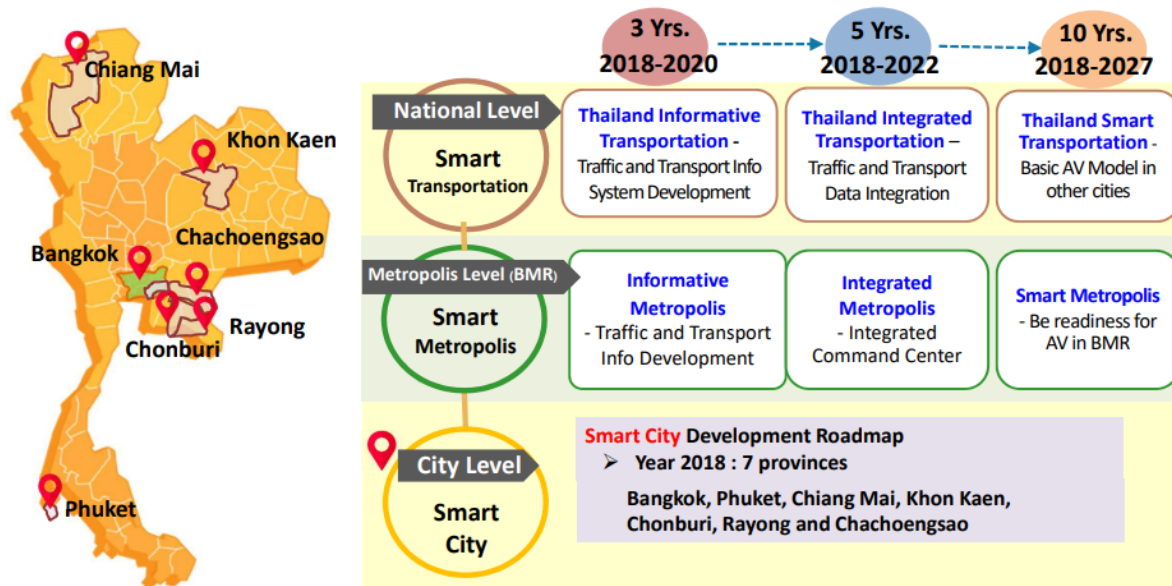 Chiang Mai
Khon Kaen
Chachoengsao
Bangkok
Rayong
Chonburi
Phuket
3 Yrs.
2018-2020
5 Yrs.
2018-2022
10 Yrs.
2018-2027
National Level
Smart
Transportation
Thailand Informative
Transportation -
Traffic and Transport Info
System Development
Thailand Integrated
Transportation –
Traffic and Transport
Data Integration
Thailand Smart
Transportation -
Basic AV Model in
other cities
Metropolis Level (BMR)
Smart
Metropolis
Informative
Metropolis
- Traffic and Transport
Info Development
Integrated
Metropolis
- Integrated
Command Center
Smart Metropolis
- Be readiness for
AV in BMR
City Level
Smart
City
Smart City Development Roadmap
➢ Year 2018 : 7 provinces
Bangkok, Phuket, Chiang Mai, Khon Kaen,
Chonburi, Rayong and Chachoengsao